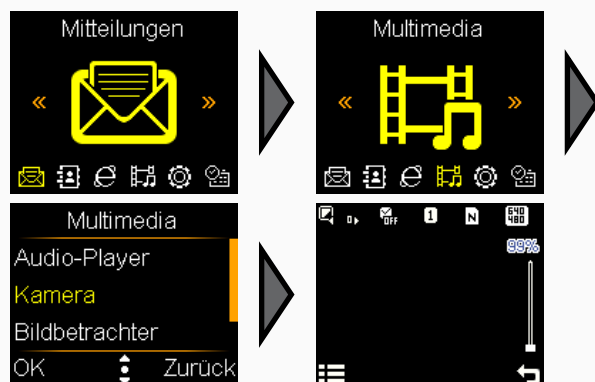 Mitteilungen
«
»
Multimedia
«
»
Multimedia
Audio-Player
Kamera
Bildbetrachter
OK
Zurück
OFF
1
N
640
480
99%